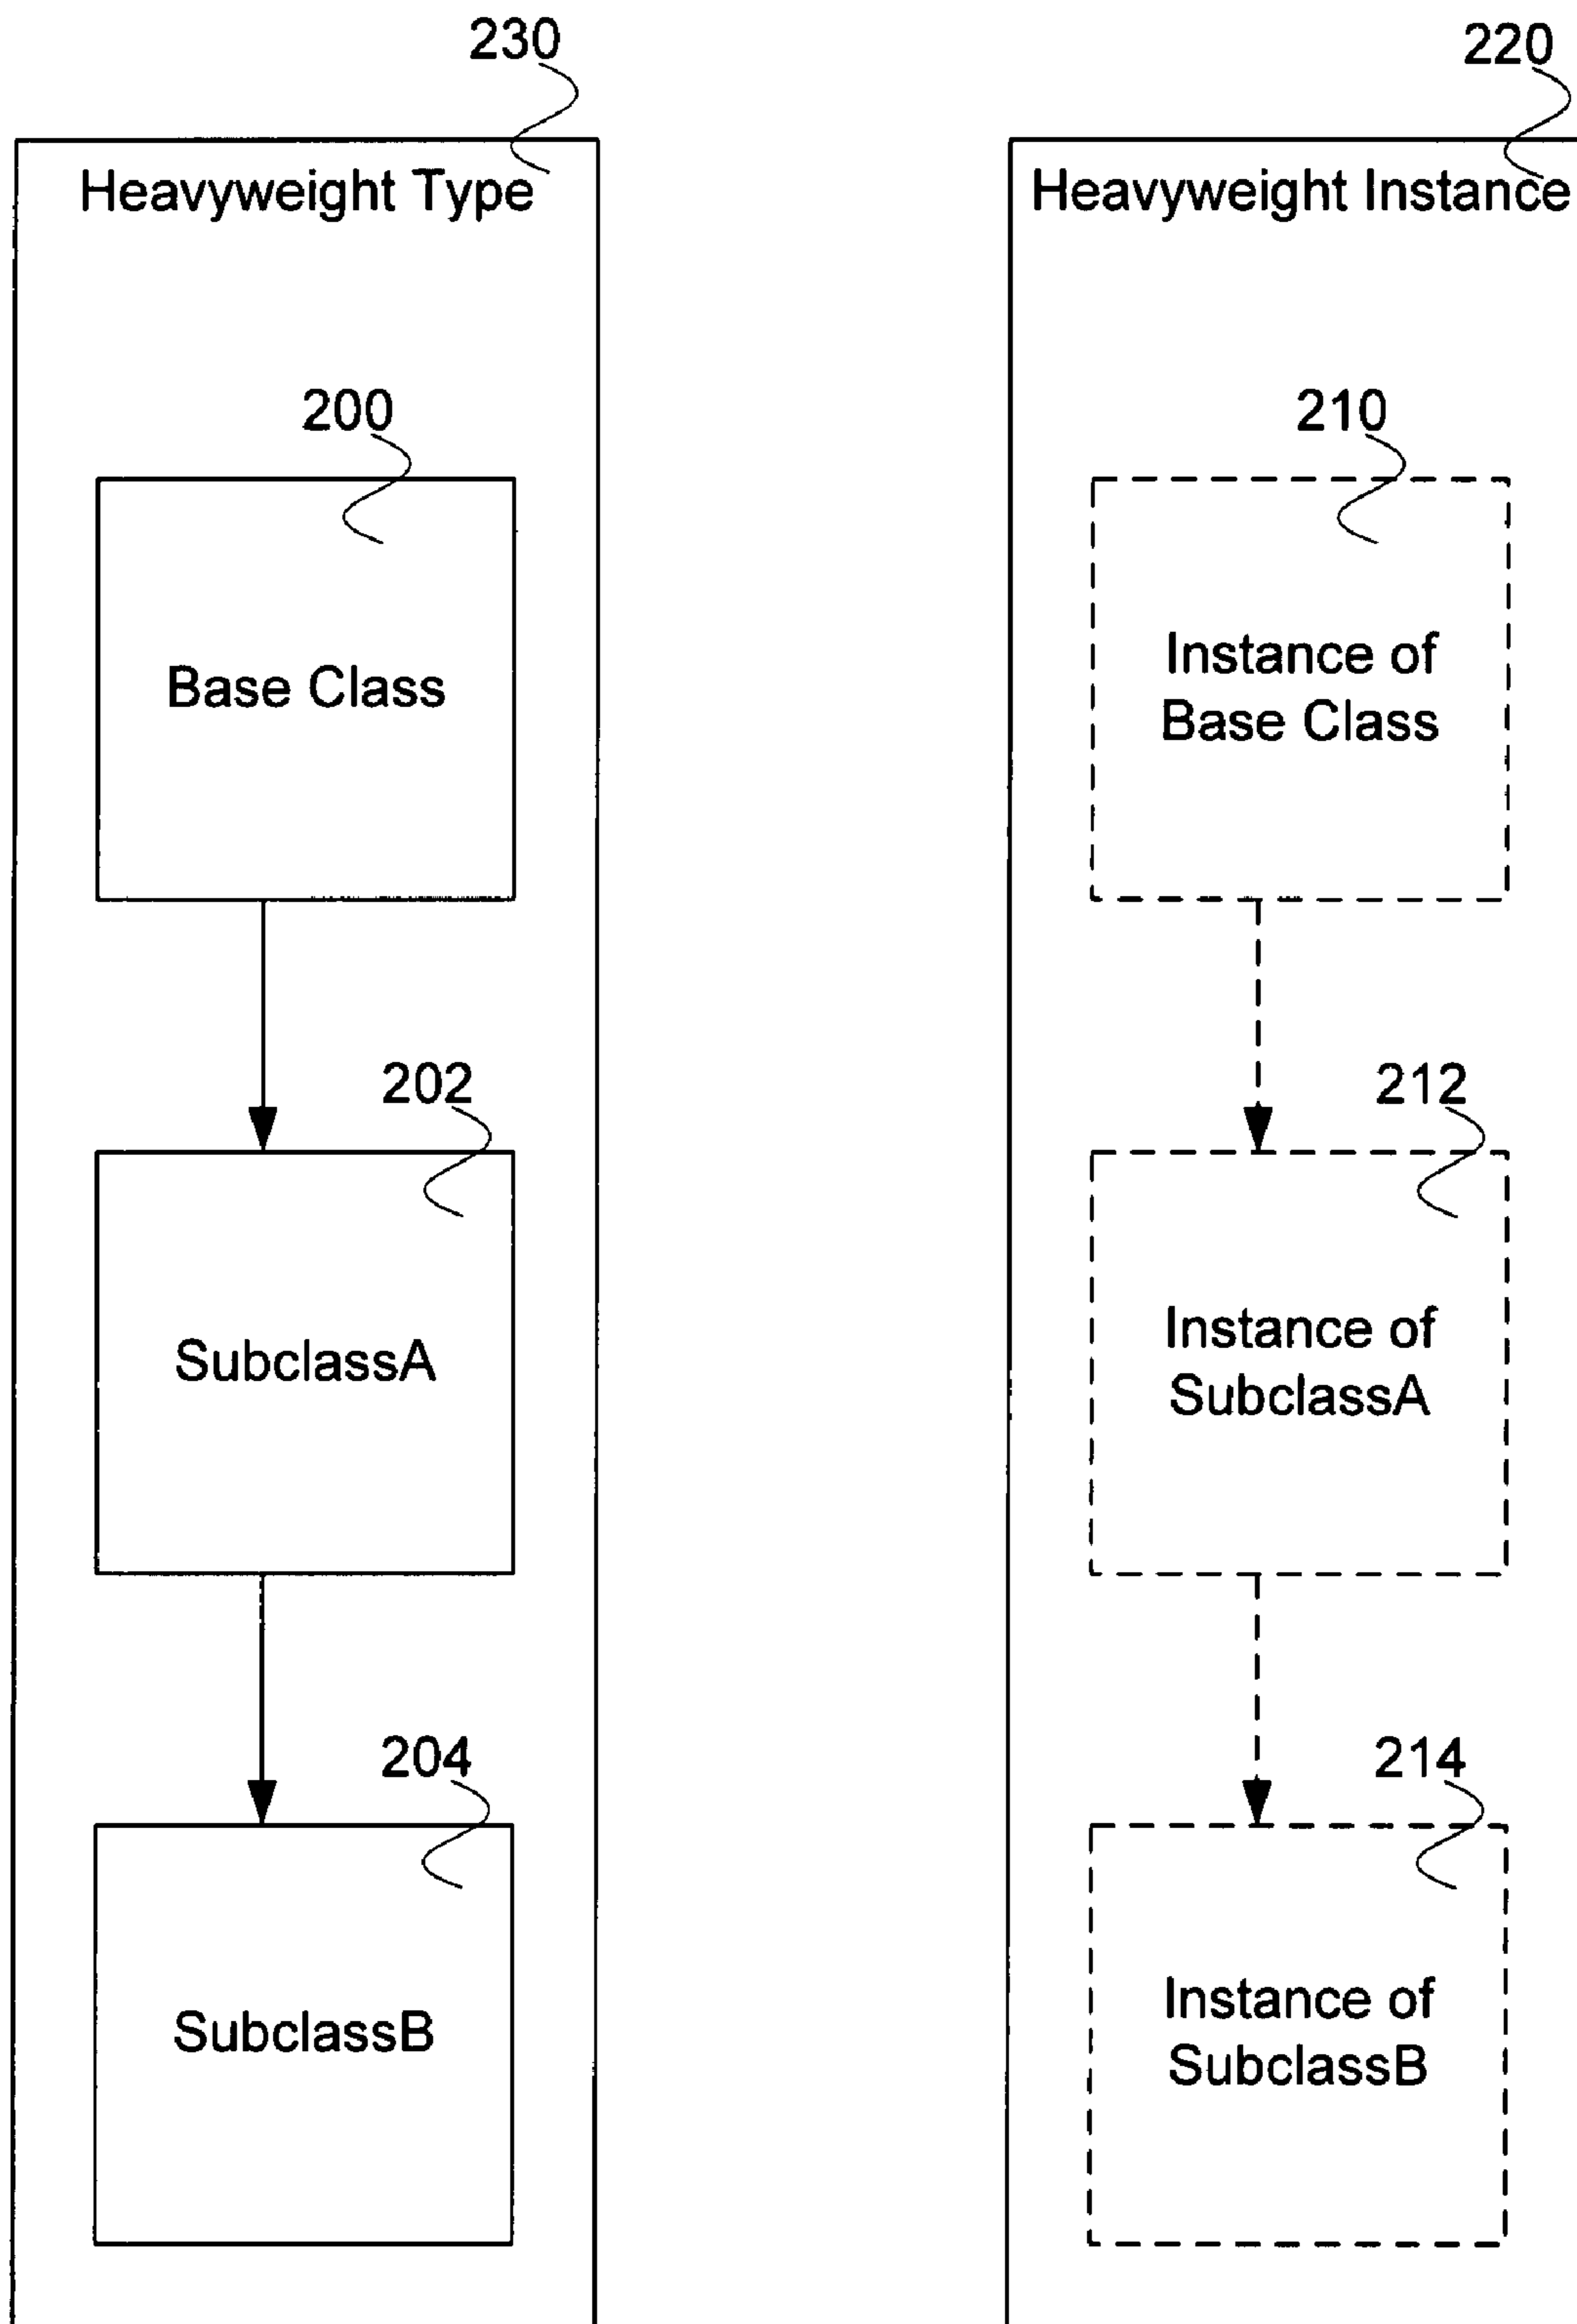 230
Heavyweight Type
200
Base Class
202
SubclassA
204
SubclassB
220
Heavyweight Instance
210
Instance of
Base Class
212
Instance of
SubclassA
214
Instance of
SubclassB